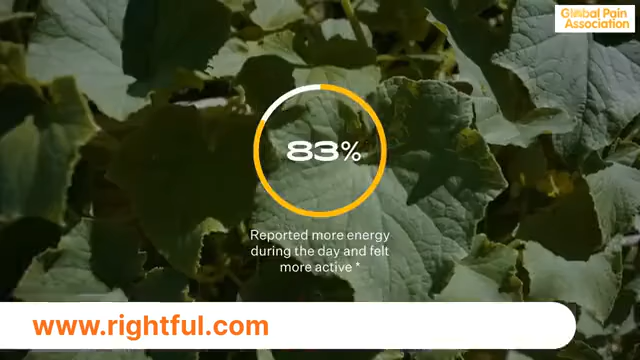 Global Pain
Association
83%
Reported more energy
during the day and felt
more active *
www.rightful.com